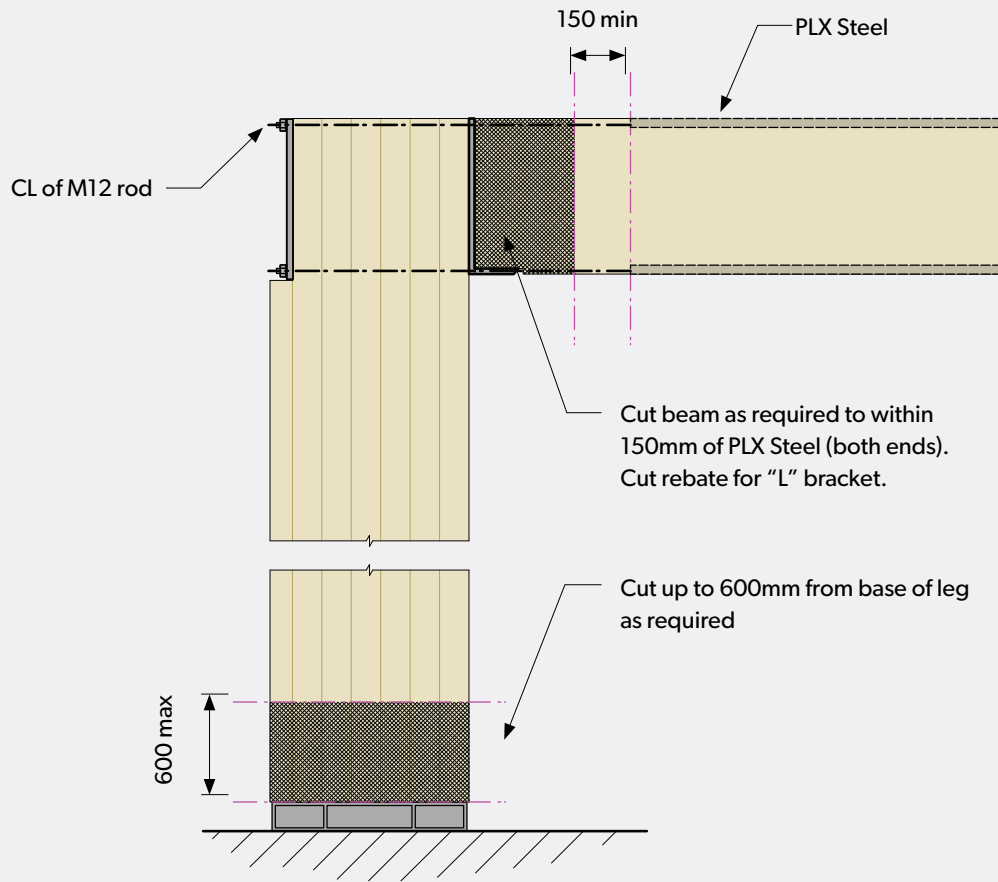 150 min
PLX Steel
CL of M12 rod
Cut beam as required to within
150mm of PLX Steel (both ends).
Cut rebate for “L” bracket.
Cut up to 600mm from base of leg
as required
600 max